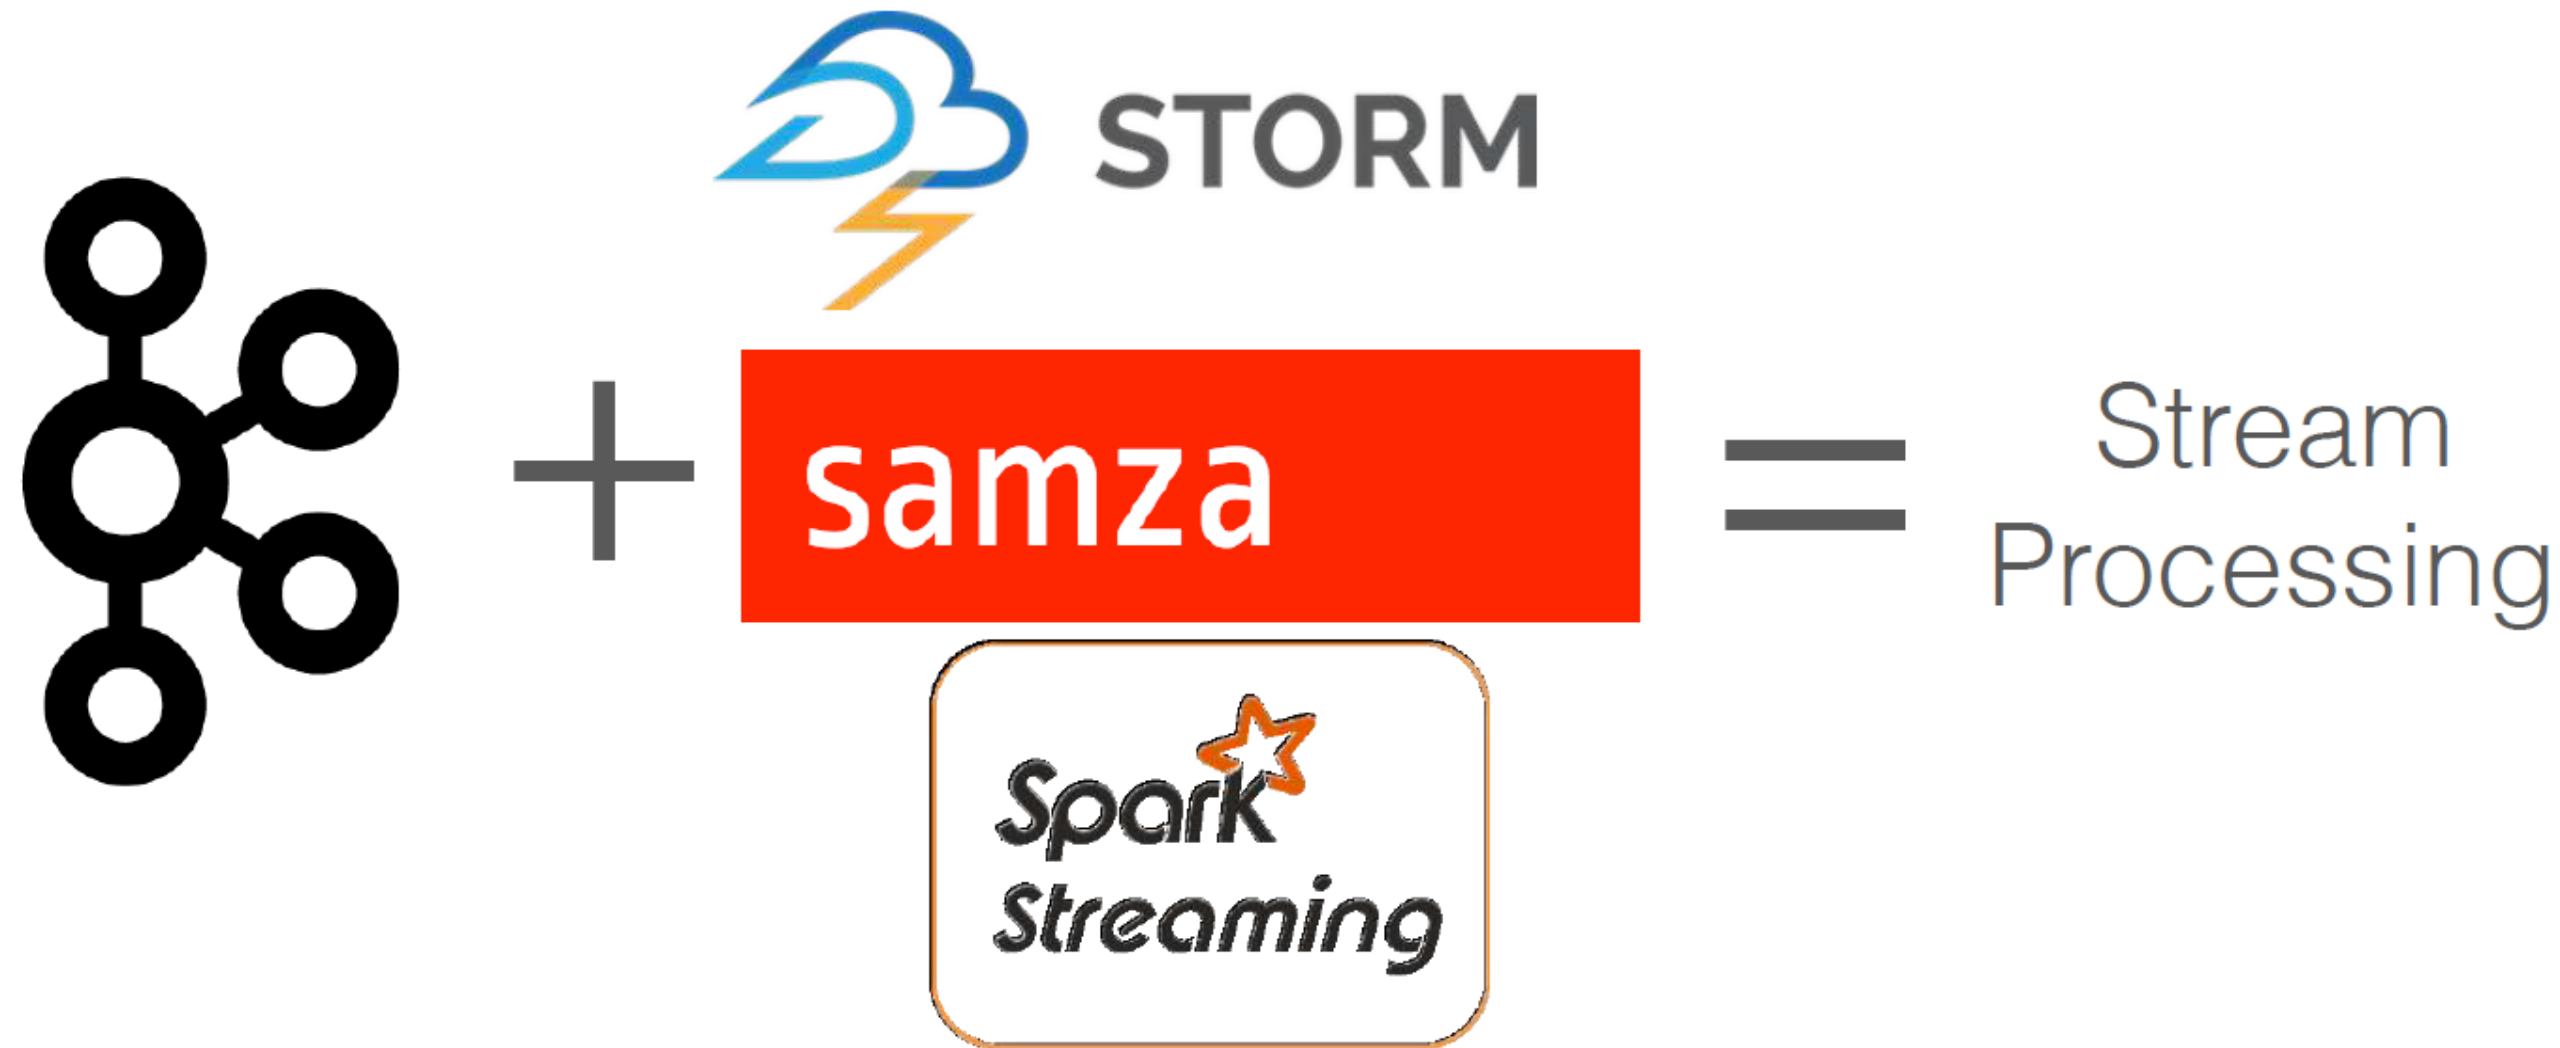 STORM
samza
Spark
Streaming
Stream
Processing